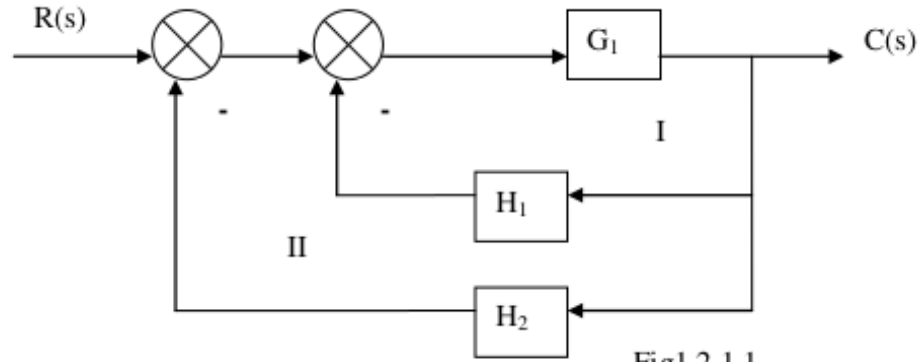 R(s)
G₁
C(s)
-
-
I
H₁
II
H₂
Fig1.2.1.1